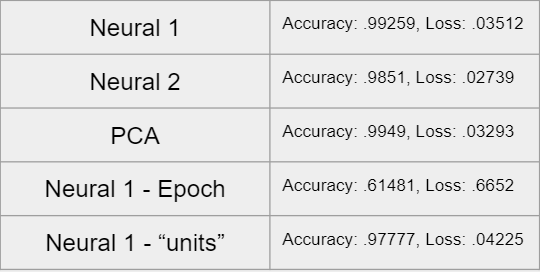 Neural 1
Accuracy: .99259, Loss: .03512
Neural 2
Accuracy: .9851, Loss: .02739
PCA
Accuracy: .9949, Loss: .03293
Neural 1 - Epoch
Accuracy: .61481, Loss: .6652
Neural 1 - “units”
Accuracy: .97777, Loss: .04225